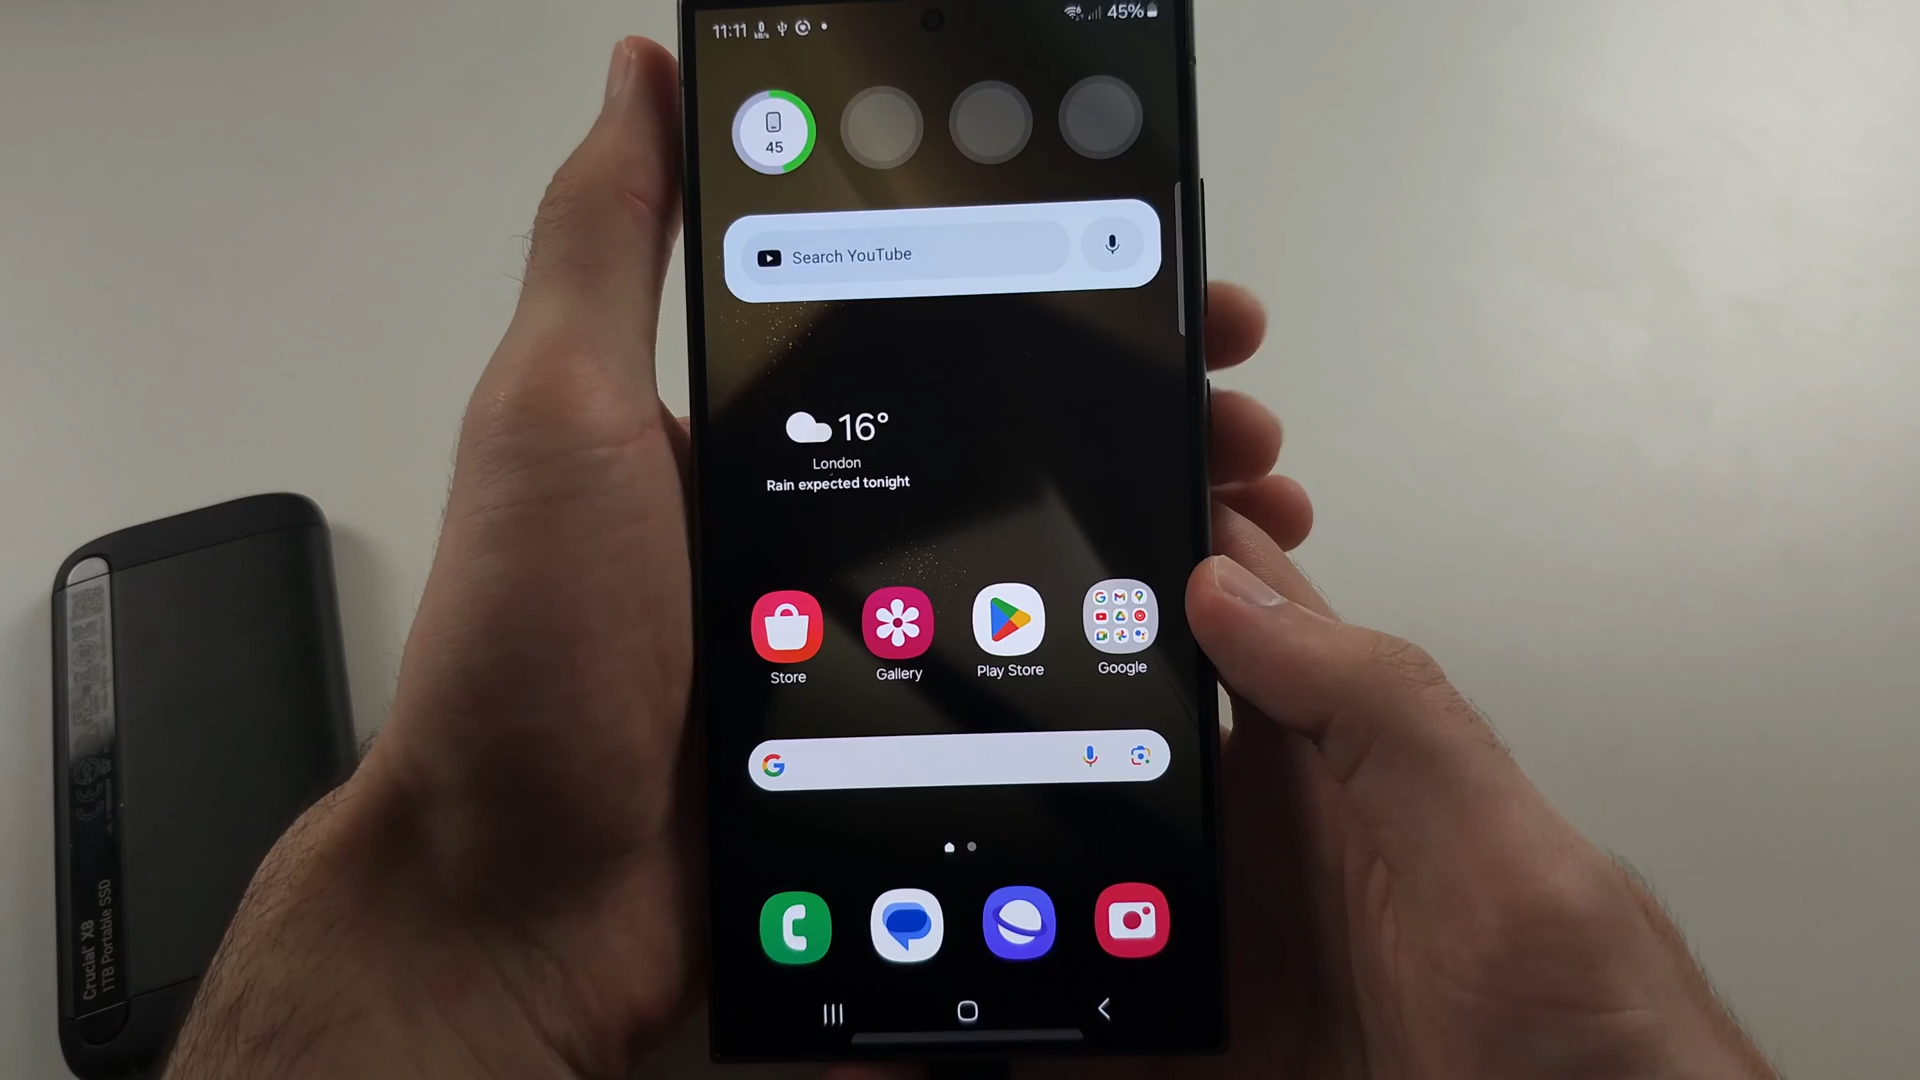 11:11
45%
45
Search YouTube
16°
London
Rain expected tonight
Store
Gallery
Play Store
Google
Crucial X8
1TB Portable SSD